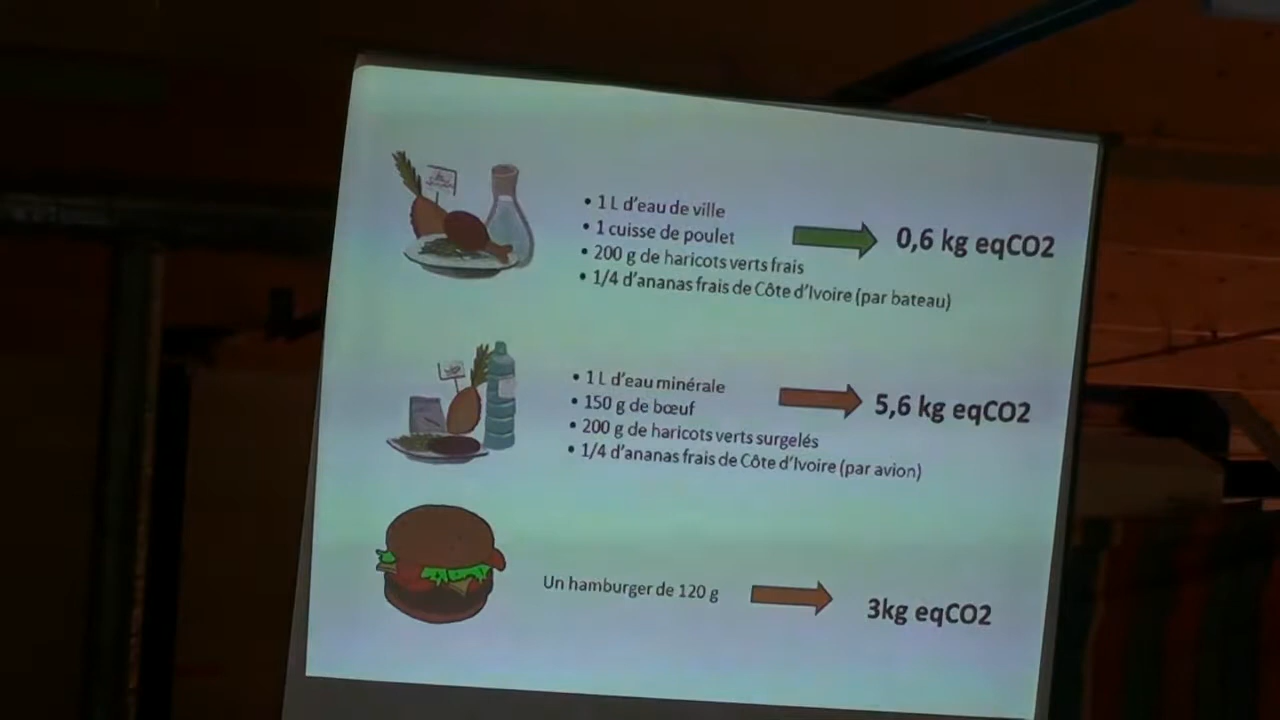 • 1 L d'eau de ville
• 1 cuisse de poulet
• 200 g de haricots verts frais
• 1/4 d'ananas frais de Côte d'Ivoire (par bateau)
0,6 kg eqCO2
• 1 L d'eau minérale
• 150 g de bœuf
• 200 g de haricots verts surgelés
• 1/4 d'ananas frais de Côte d'Ivoire (par avion)
5,6 kg eqCO2
Un hamburger de 120 g
3kg eqCO2